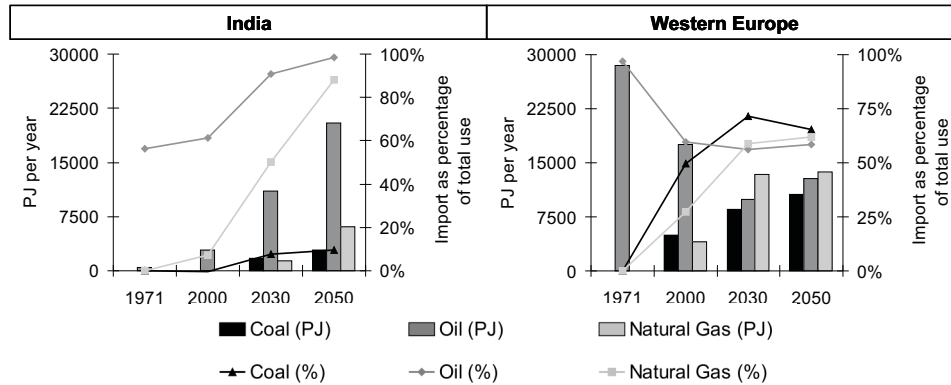 India Western Europe
30000 100% 30000 100%
80%
22500 22500 75%
60%
15000 15000 50%
40%
7500 7500 25%
20%
0 0% 0 0%
PJ per year
Import as percentage
of total use
PJ per year
Import as percentage
of total use
1971 2000 2030 2050 1971 2000 2030 2050
Coal (PJ) Oil (PJ) Natural Gas (PJ)
Coal (%) Oil (%) Natural Gas (%)